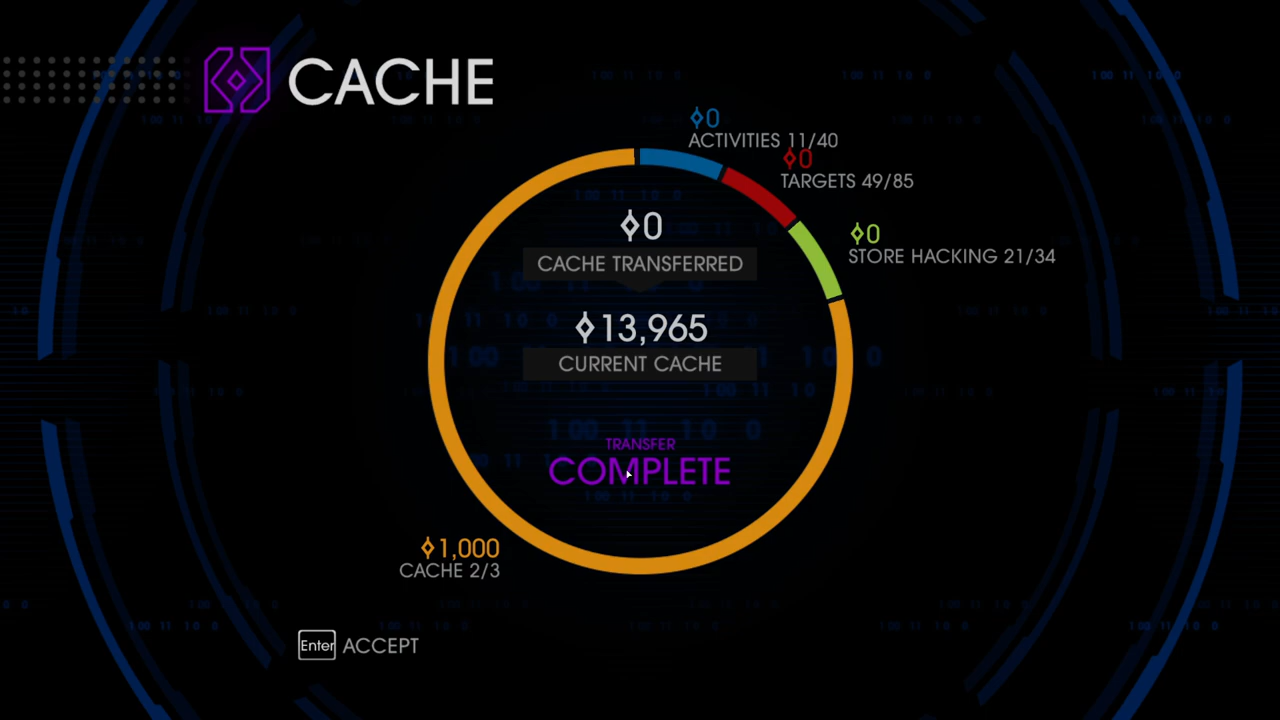 CACHE
0
ACTIVITIES 11/40
0
TARGETS 49/85
0
CACHE TRANSFERRED
0
STORE HACKING 21/34
13,965
CURRENT CACHE
TRANSFER
COMPLETE
1,000
CACHE 2/3
Enter ACCEPT